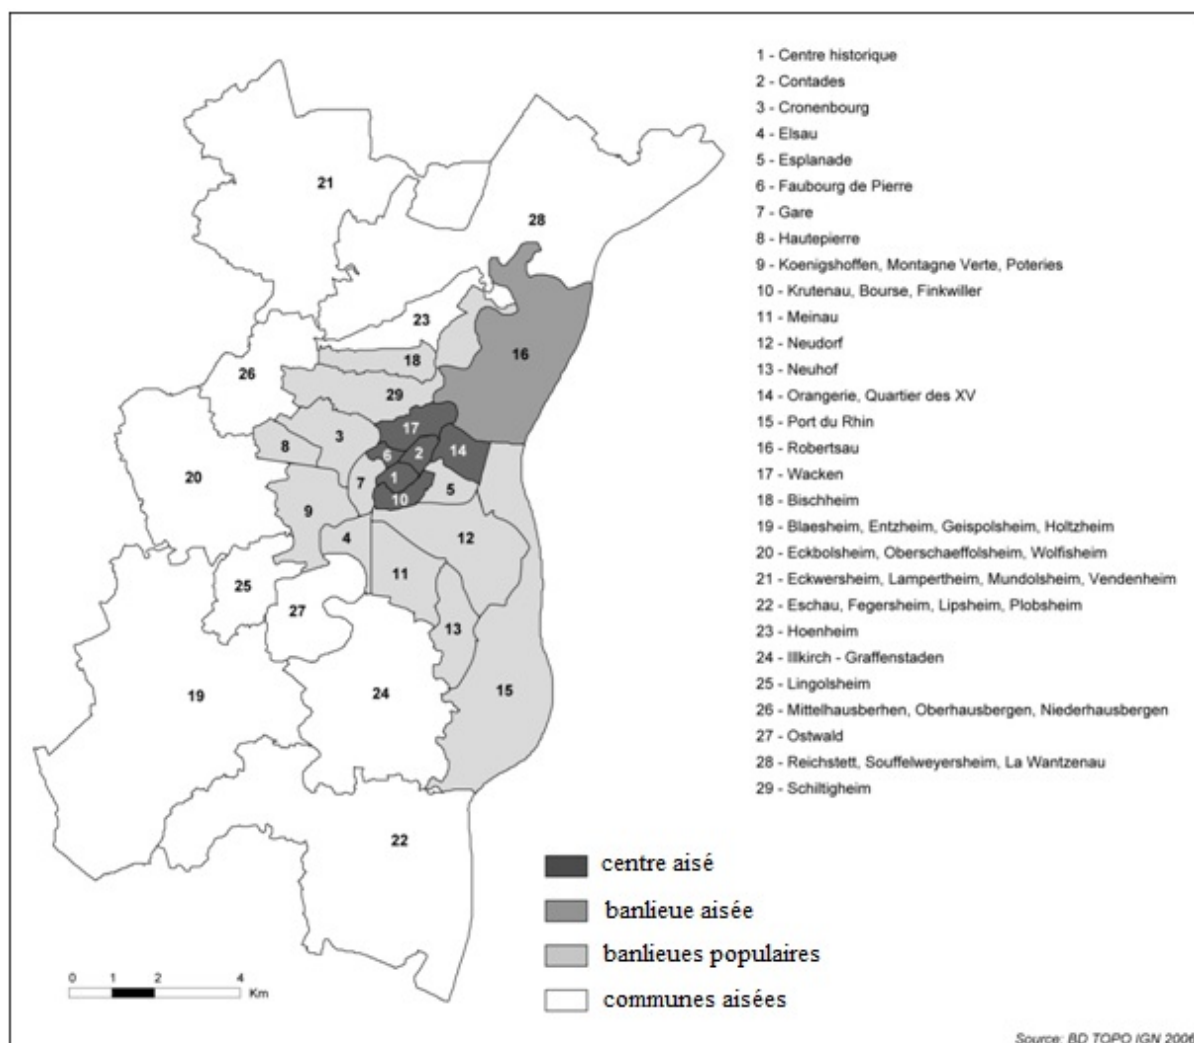 1 - Centre historique
2 - Contades
3 - Cronenbourg
4 - Elsau
5 - Esplanade
6 - Faubourg de Pierre
7 - Gare
8 - Hautepierre
9 - Koenigshoffen, Montagne Verte, Poteries
10 - Krutenau, Bourse, Finkwiller
11 - Meinau
12 - Neudorf
13 - Neuhof
14 - Orangerie, Quartier des XV
15 - Port du Rhin
16 - Robertsau
17 - Wacken
18 - Bischheim
19 - Blaesheim, Entzheim, Geispolsheim, Holtzheim
20 - Eckbolsheim, Oberschaeffolsheim, Wolfisheim
21 - Eckwersheim, Lampertheim, Mundolsheim, Vendenheim
22 - Eschau, Fegersheim, Lipsheim, Plobsheim
23 - Hoenheim
24 - Illkirch - Graffenstaden
25 - Lingolsheim
26 - Mittelhausberhen, Oberhausbergen, Niederhausbergen
27 - Ostwald
28 - Reichstett, Souffelweyersheim, La Wantzenau
29 - Schiltigheim
21
28
23
16
18
26
29
17
3
6
2
14
8
20
1
7
5
10
9
4
12
11
25
27
13
15
19
24
22
centre aisé
banlieue aisée
banlieues populaires
communes aisées
0 1 2 4
Km
Source: BD TOPO IGN 2006